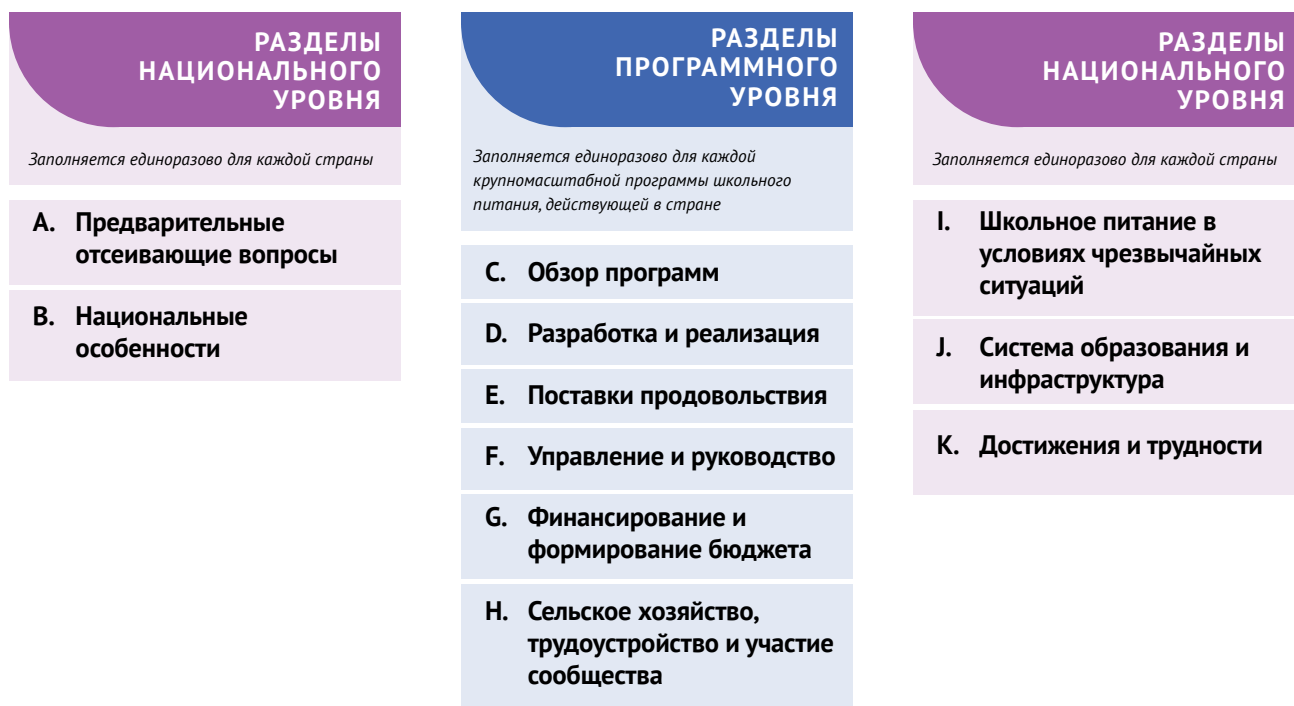 РАЗДЕЛЫ
НАЦИОНАЛЬНОГО
УРОВНЯ
Заполняется единоразово для каждой страны
A. Предварительные
отсеивающие вопросы
B. Национальные
особенности
РАЗДЕЛЫ
ПРОГРАММНОГО
УРОВНЯ
Заполняется единоразово для каждой
крупномасштабной программы школьного
питания, действующей в стране
C. Обзор программ
D. Разработка и реализация
E. Поставки продовольствия
F. Управление и руководство
G. Финансирование и
формирование бюджета
H. Сельское хозяйство,
трудоустройство и участие
сообщества
РАЗДЕЛЫ
НАЦИОНАЛЬНОГО
УРОВНЯ
Заполняется единоразово для каждой страны
I. Школьное питание в
условиях чрезвычайных
ситуаций
J. Система образования и
инфраструктура
K. Достижения и трудности